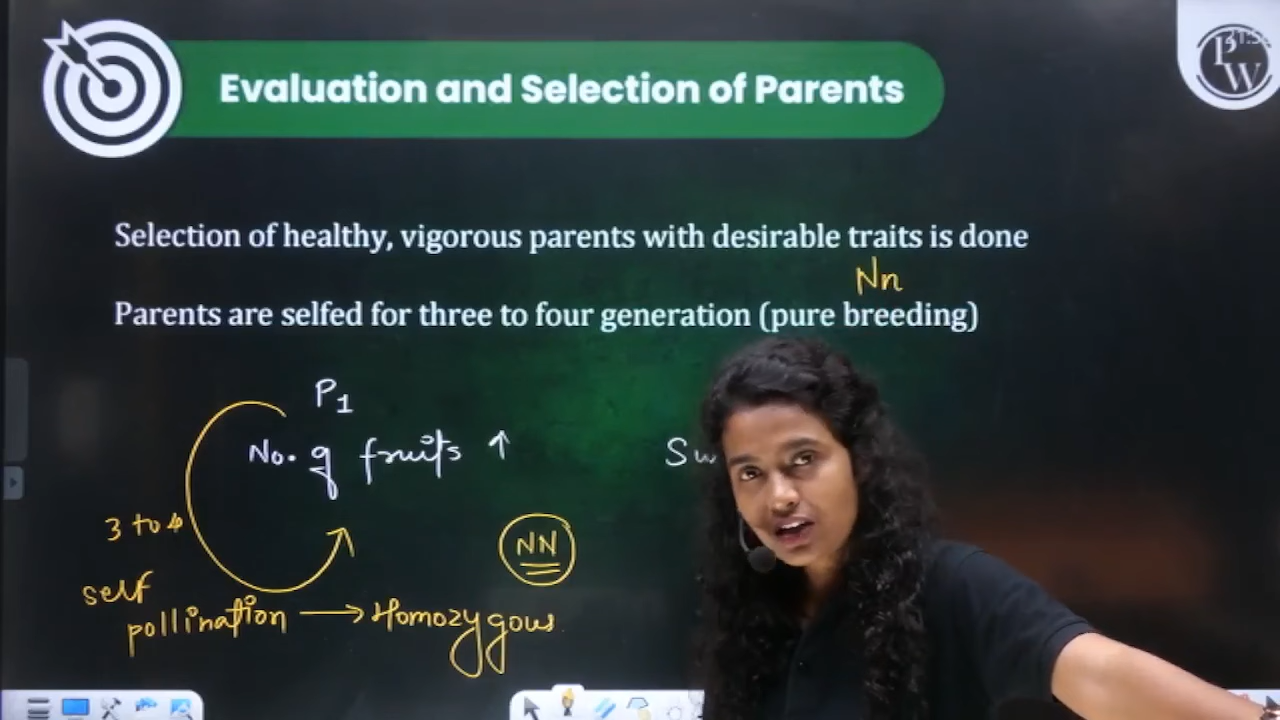 Evaluation and Selection of Parents
PW
Selection of healthy, vigorous parents with desirable traits is done
Nn
Parents are selfed for three to four generation (pure breeding)
P1
No. of fruits ↑
3 to 4
NN
self
pollination → Homozygous